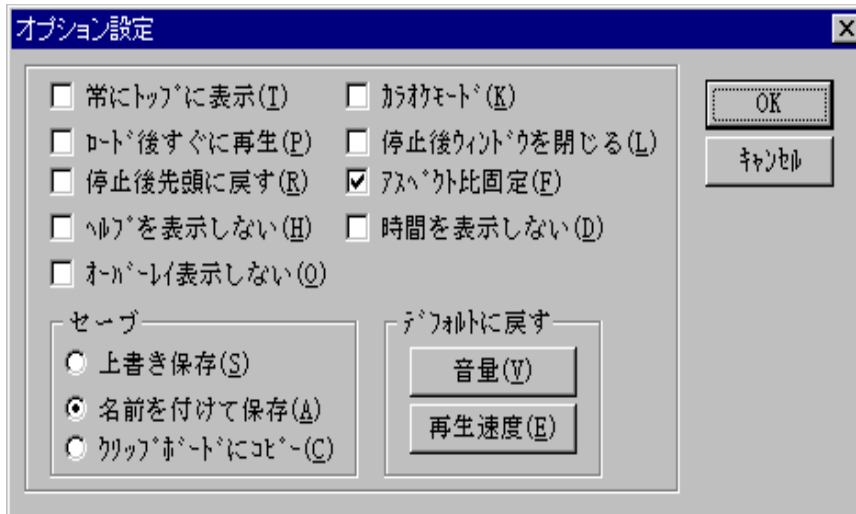 オプション設定
常にﾄｯﾌﾟに表示(T)
ｶﾗｵｹﾓｰﾄﾞ(K)
OK
ﾛｰﾄﾞ後すぐに再生(P)
停止後ｳｨﾝﾄﾞｳを閉じる(L)
ｷｬﾝｾﾙ
停止後先頭に戻す(R)
ｱｽﾍﾟｸﾄ比固定(F)
ﾍﾙﾌﾟを表示しない(H)
時間を表示しない(D)
ｵｰﾊﾞｰﾚｲ表示しない(O)
セーブ
上書き保存(S)
名前を付けて保存(A)
ｸﾘｯﾌﾟﾎﾞｰﾄﾞにｺﾋﾟｰ(C)
ﾃﾞﾌｫﾙﾄに戻す
音量(V)
再生速度(E)